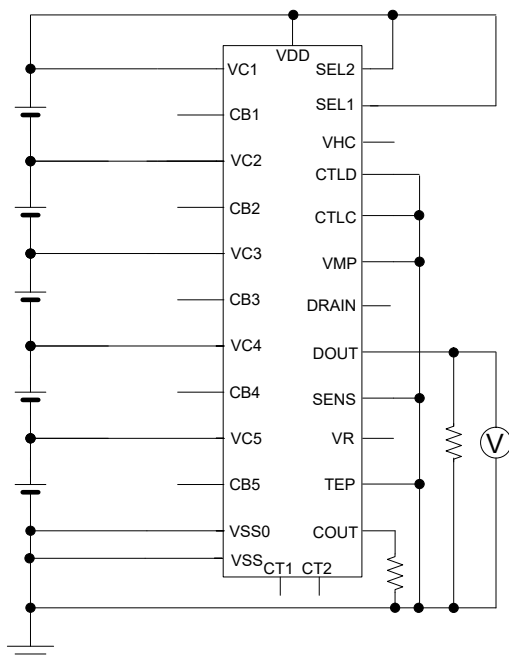 VDD
VC1
SEL2
CB1
SEL1
VC2
VHC
CTLD
CB2
CTLC
VC3
VMP
CB3
DRAIN
VC4
DOUT
CB4
SENS
VC5
VR
CB5
TEP
VSS0
COUT
VSS
CT1 CT2
V